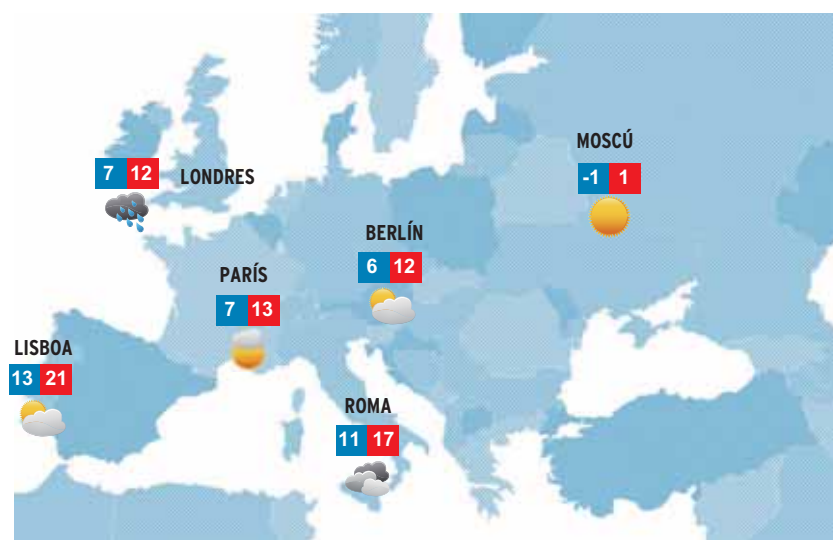 MOSCÚ
-1 1
7 12
LONDRES
BERLÍN
6 12
PARÍS
7 13
LISBOA
13 21
ROMA
11 17